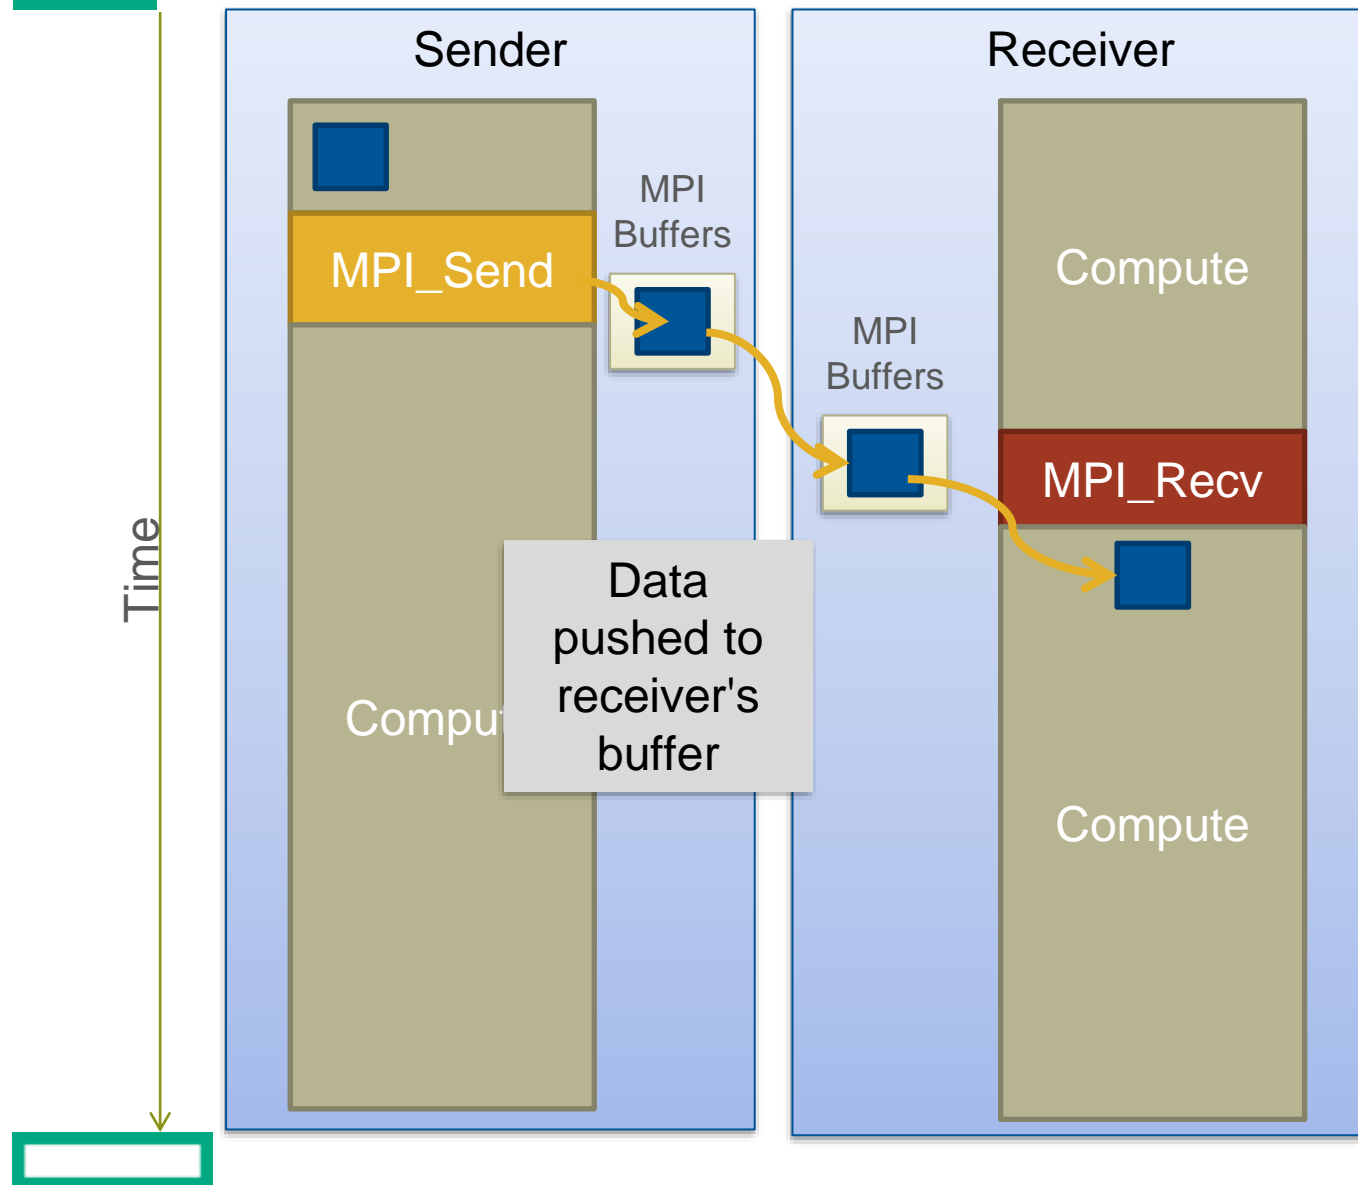 Sender
Receiver
MPI
Buffers
MPI_Send
Compute
MPI
Buffers
MPI_Recv
Time
Data
pushed to
receiver's
buffer
Compute